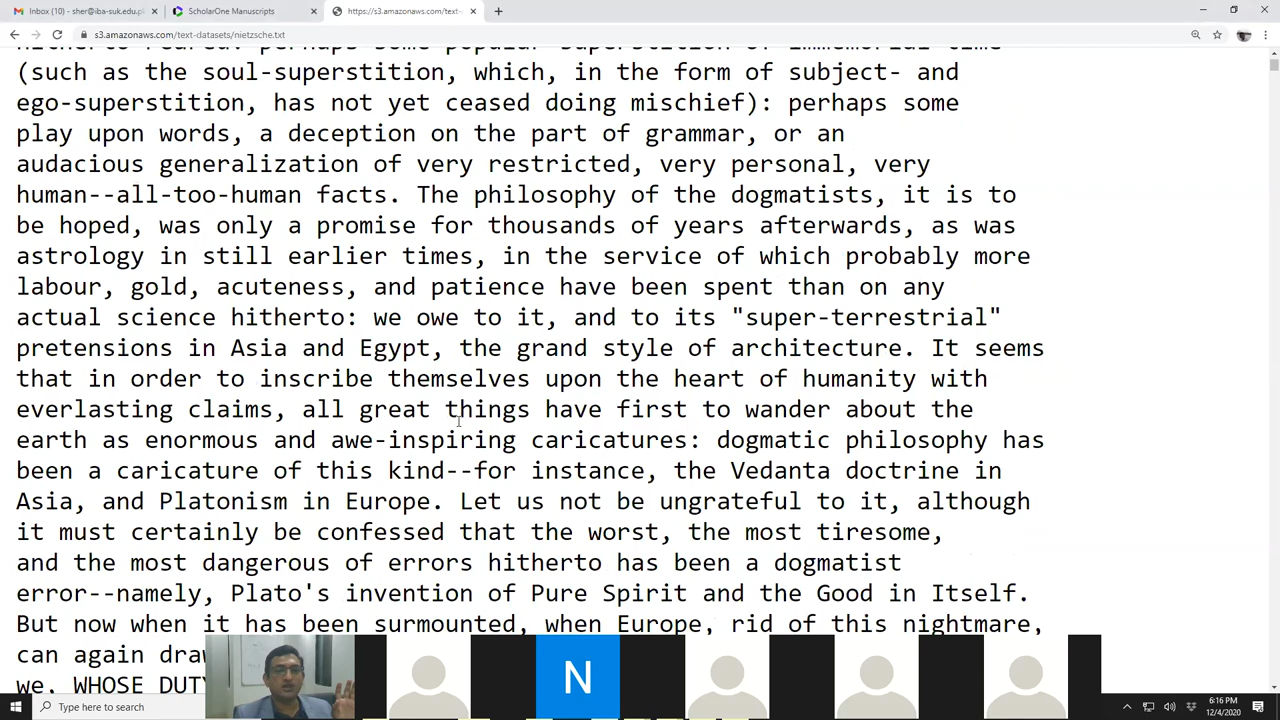 Inbox (10) - sher@iba-suk.edu.p
ScholarOne Manuscripts
https://s3.amazonaws.com/text-
s3.amazonaws.com/text-datasets/nietzsche.txt
hitherto reared: perhaps some popular superstition of immemorial time
(such as the soul-superstition, which, in the form of subject- and
ego-superstition, has not yet ceased doing mischief): perhaps some
play upon words, a deception on the part of grammar, or an
audacious generalization of very restricted, very personal, very
human--all-too-human facts. The philosophy of the dogmatists, it is to
be hoped, was only a promise for thousands of years afterwards, as was
astrology in still earlier times, in the service of which probably more
labour, gold, acuteness, and patience have been spent than on any
actual science hitherto: we owe to it, and to its "super-terrestrial"
pretensions in Asia and Egypt, the grand style of architecture. It seems
that in order to inscribe themselves upon the heart of humanity with
everlasting claims, all great things have first to wander about the
earth as enormous and awe-inspiring caricatures: dogmatic philosophy has
been a caricature of this kind--for instance, the Vedanta doctrine in
Asia, and Platonism in Europe. Let us not be ungrateful to it, although
it must certainly be confessed that the worst, the most tiresome,
and the most dangerous of errors hitherto has been a dogmatist
error--namely, Plato's invention of Pure Spirit and the Good in Itself.
But now when it has been surmounted, when Europe, rid of this nightmare,
can again
we, WHOSE
N
Type here to search
6:16 PM
12/4/2020